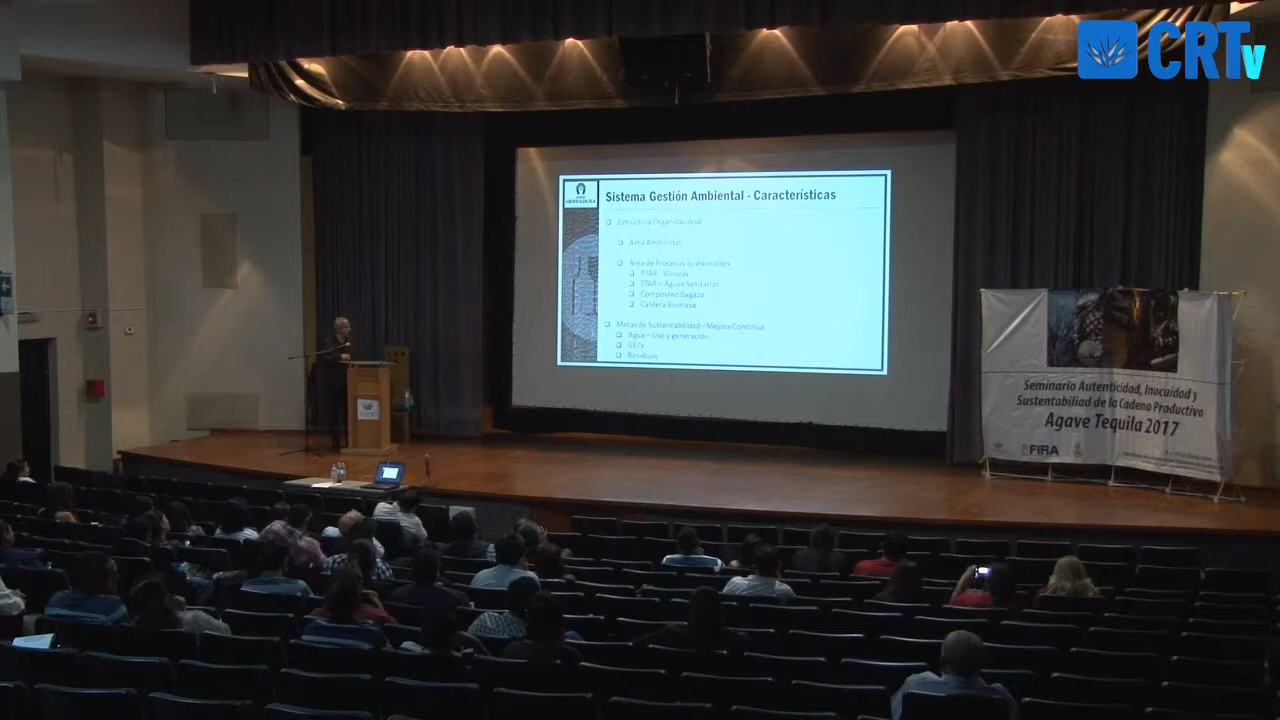 CRTv
HERRADURA
Sistema Gestión Ambiental - Características
Estructura Organizacional
Área Ambiental
Área de Procesos Sustentables
PTAR - Vinazas
STAR – Aguas Sanitarias
Composteo Bagazo
Caldera Biomasa
Metas de Sustentabilidad – Mejora Continua
Agua – Uso y generación
GEI's
Residuos
Seminario Autenticidad, Inocuidad y
Sustentabiliad de la Cadena Productiva
Agave Tequila 2017
FIRA